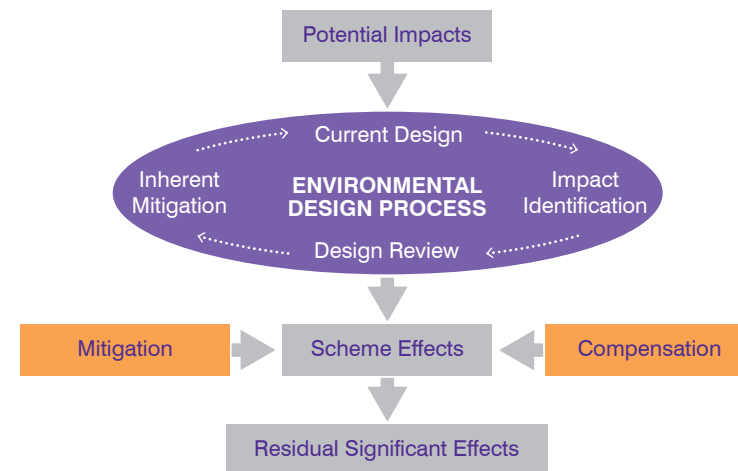 Potential Impacts
Current Design
Inherent
Mitigation
ENVIRONMENTAL
DESIGN PROCESS
Impact
Identification
Design Review
Mitigation
Scheme Effects
Compensation
Residual Significant Effects